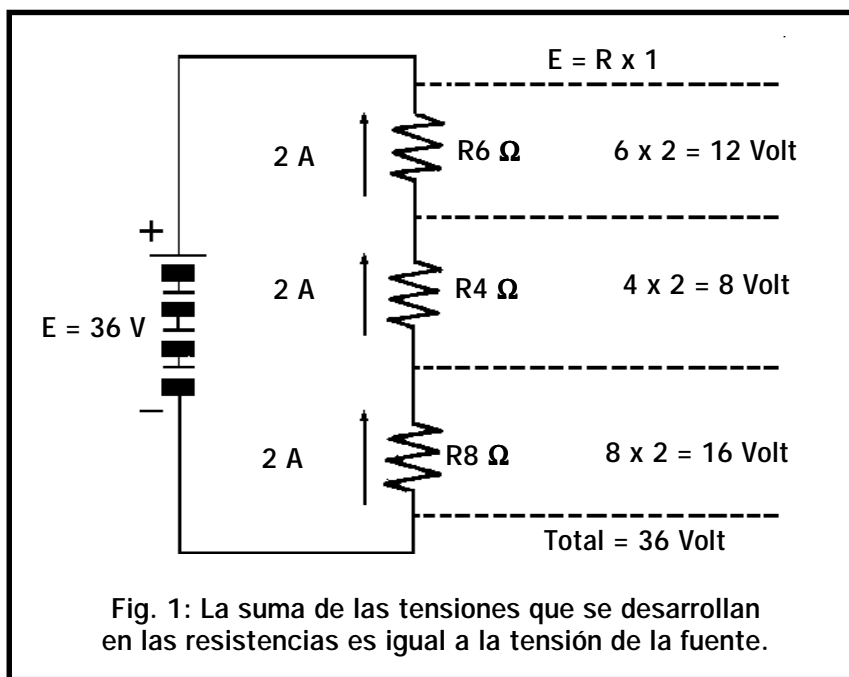 E = R x 1
2 A
R6 Ω
6 x 2 = 12 Volt
+
2 A
R4 Ω
4 x 2 = 8 Volt
E = 36 V
–
2 A
R8 Ω
8 x 2 = 16 Volt
Total = 36 Volt
Fig. 1: La suma de las tensiones que se desarrollan
en las resistencias es igual a la tensión de la fuente.